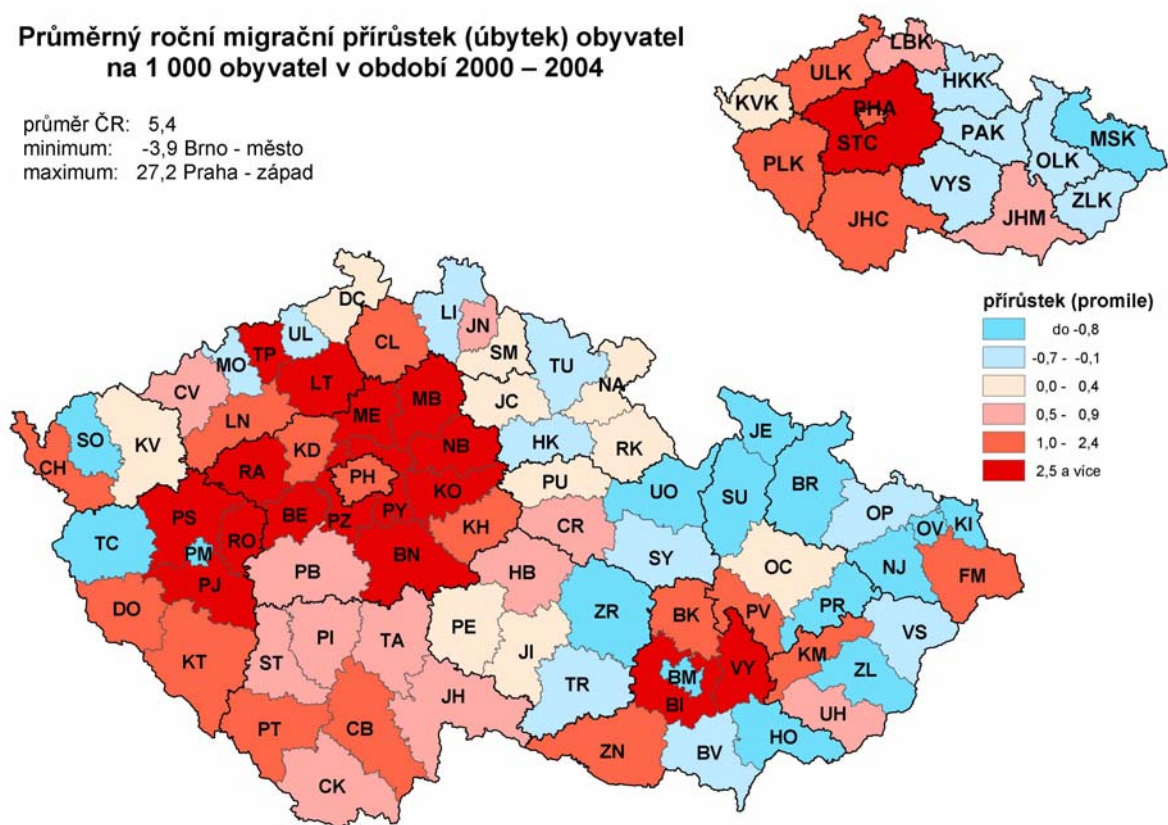 Průměrný roční migrační přírůstek (úbytek) obyvatel
na 1 000 obyvatel v období 2000 – 2004
průměr ČR: 5,4
minimum: -3,9 Brno - město
maximum: 27,2 Praha - západ
LBK
ULK
HKK
KVK
PHA
STC
PAK
MSK
OLK
PLK
VYS
ZLK
JHC
JHM
přírůstek (promile)
do -0,8
-0,7 - -0,1
0,0 - 0,4
0,5 - 0,9
1,0 - 2,4
2,5 a více
DC
LI
UL
JN
TP
CL
SM
MO
TU
LT
NA
CV
MB
JC
ME
LN
SO
KV
HK
NB
RK
JE
KD
CH
RA
PH
KO
PU
BR
UO
SU
PS
BE
PZ
PY
KH
CR
OP
OV
KI
TC
PM
RO
BN
SY
OC
NJ
FM
PB
HB
PJ
ZR
PR
DO
BK
PV
PE
VS
PI
TA
JI
KM
KT
ST
BM
VY
ZL
TR
JH
BI
UH
PT
CB
HO
ZN
BV
CK